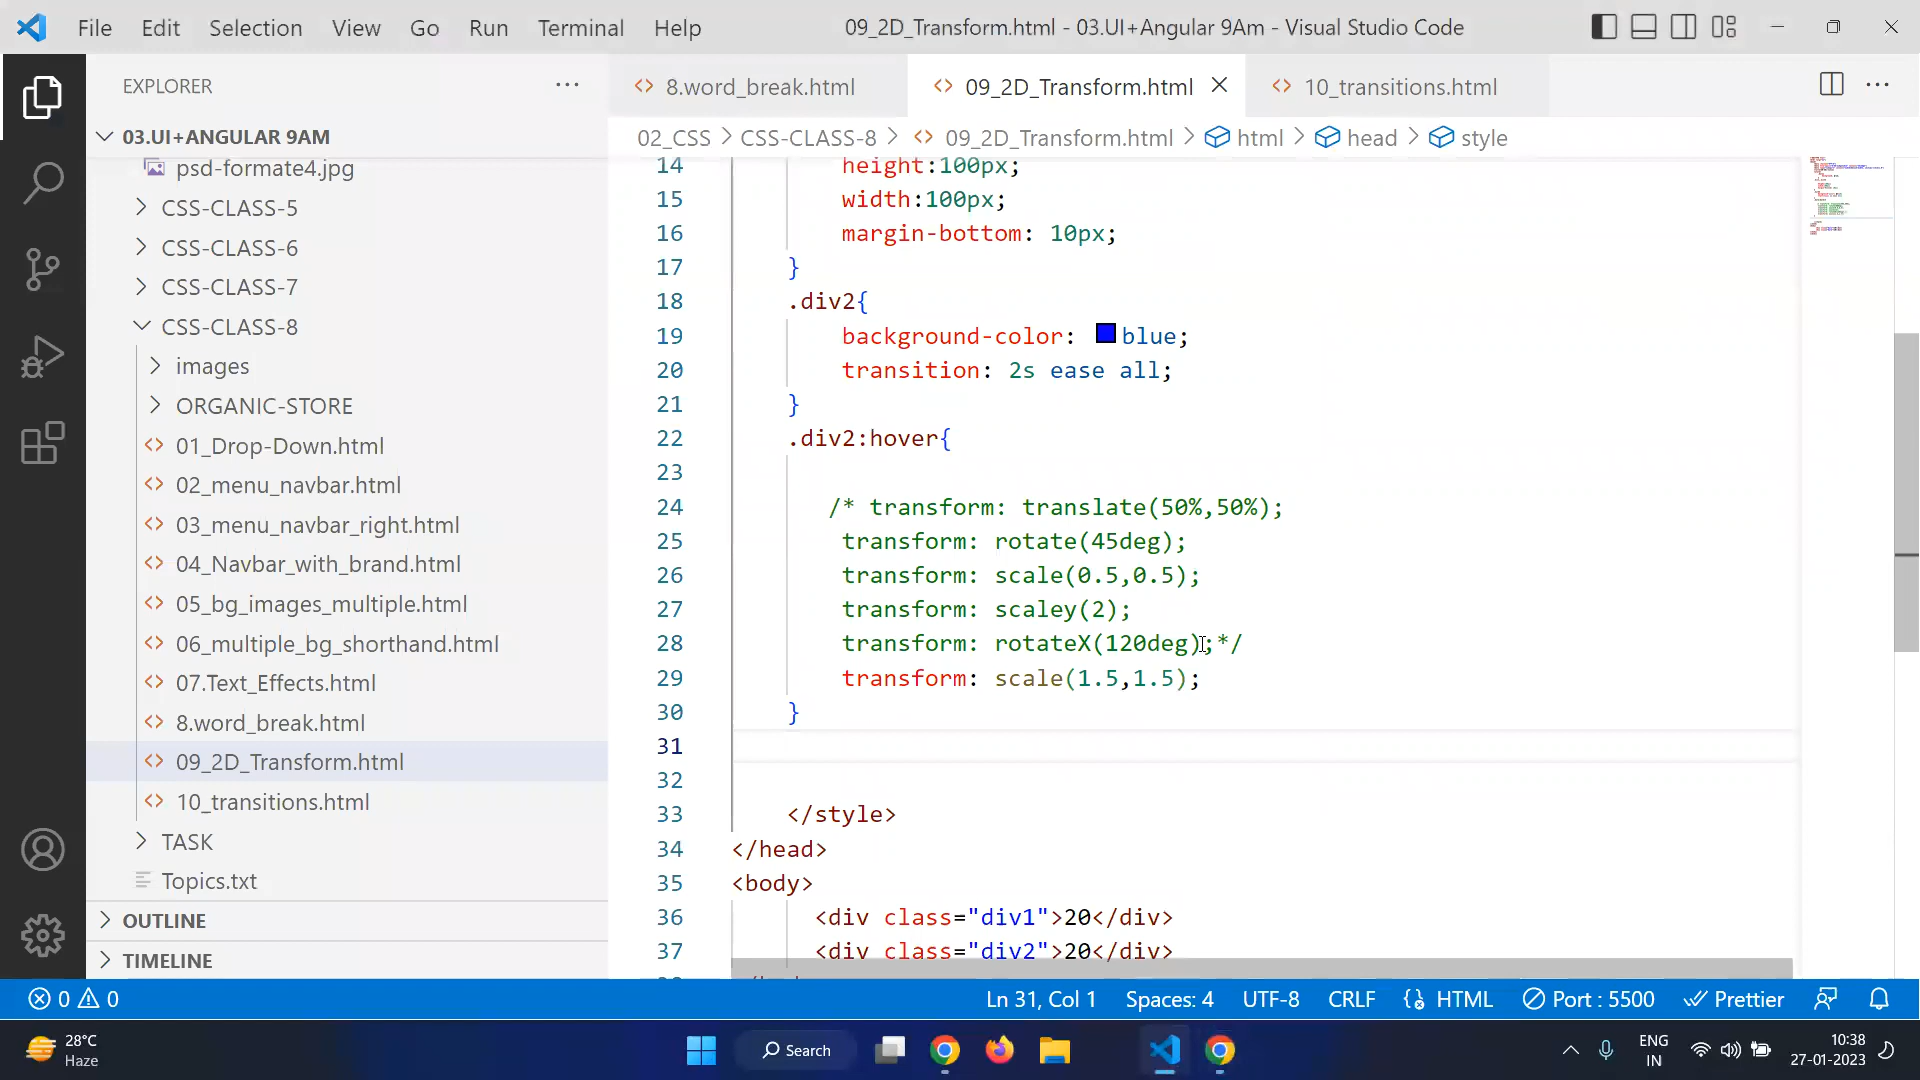 File Edit Selection View Go Run Terminal Help 09_2D_Transform.html - 03.UI+Angular 9Am - Visual Studio Code
EXPLORER
8.word_break.html 09_2D_Transform.html 10_transitions.html
03.UI+ANGULAR 9AM
02_CSS CSS-CLASS-8 09_2D_Transform.html html head style
psd-formate4.jpg
CSS-CLASS-5
CSS-CLASS-6
CSS-CLASS-7
CSS-CLASS-8
images
ORGANIC-STORE
01_Drop-Down.html
02_menu_navbar.html
03_menu_navbar_right.html
04_Navbar_with_brand.html
05_bg_images_multiple.html
06_multiple_bg_shorthand.html
07.Text_Effects.html
8.word_break.html
09_2D_Transform.html
10_transitions.html
TASK
Topics.txt
OUTLINE
TIMELINE
14 height:100px;
15 width:100px;
16 margin-bottom: 10px;
17 }
18 .div2{
19 background-color: blue;
20 transition: 2s ease all;
21 }
22 .div2:hover{
23
24 /* transform: translate(50%,50%);
25 transform: rotate(45deg);
26 transform: scale(0.5,0.5);
27 transform: scaley(2);
28 transform: rotateX(120deg);*/
29 transform: scale(1.5,1.5);
30 }
31
32
33 </style>
34 </head>
35 <body>
36 <div class="div1">20</div>
37 <div class="div2">20</div>
0 0 Ln 31, Col 1 Spaces: 4 UTF-8 CRLF HTML Port : 5500 Prettier
28°C
Haze
Search
ENG
IN
10:38
27-01-2023